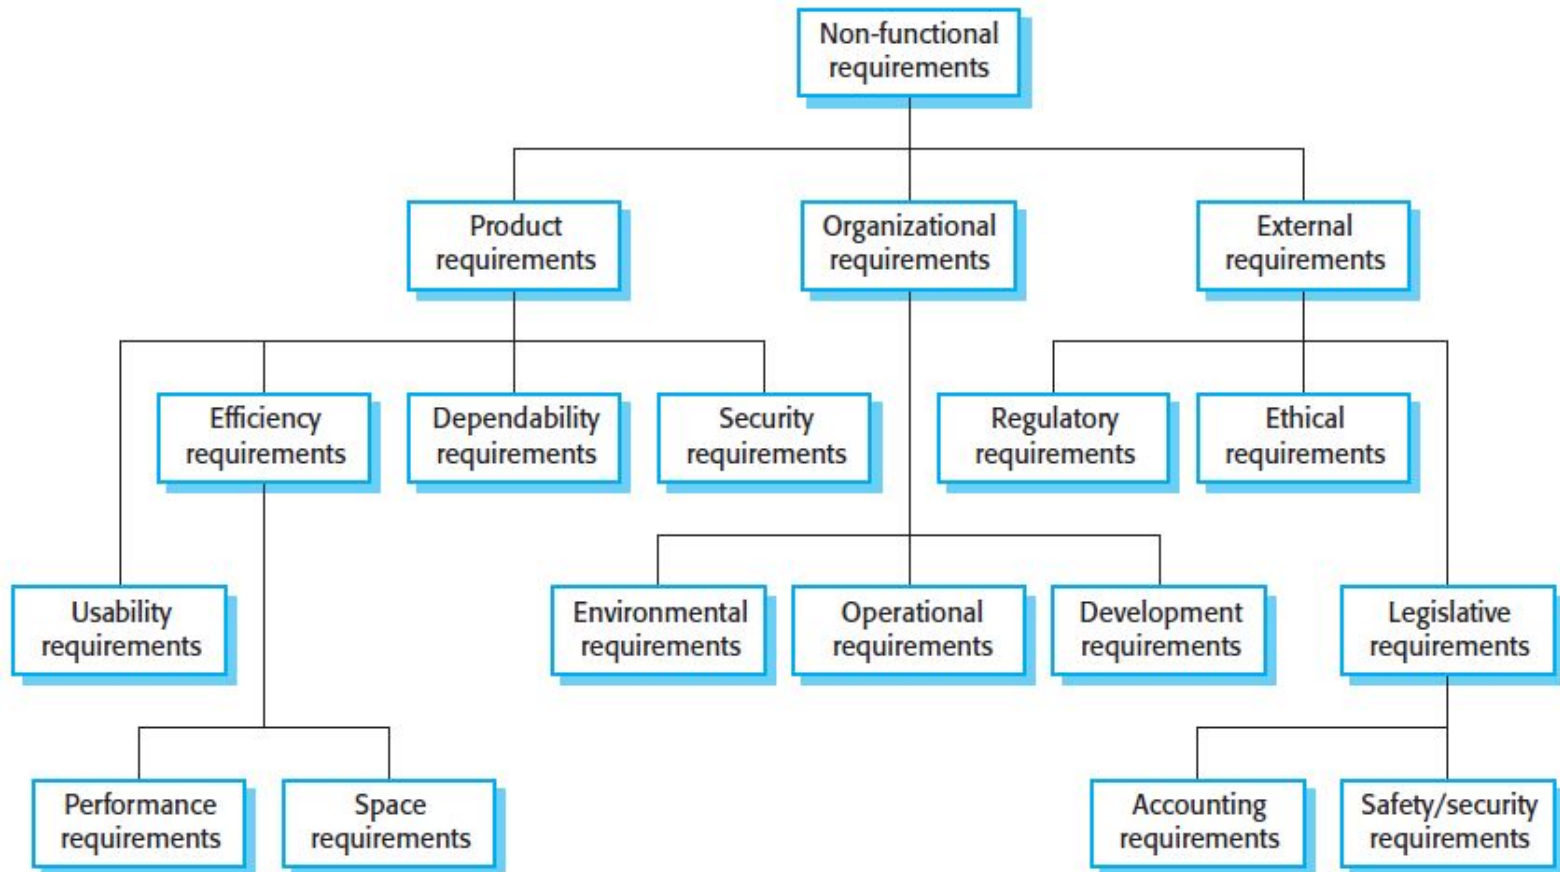 Non-functional
requirements
Product
requirements
Organizational
requirements
External
requirements
Efficiency
requirements
Dependability
requirements
Security
requirements
Regulatory
requirements
Ethical
requirements
Usability
requirements
Environmental
requirements
Operational
requirements
Development
requirements
Legislative
requirements
Performance
requirements
Space
requirements
Accounting
requirements
Safety/security
requirements